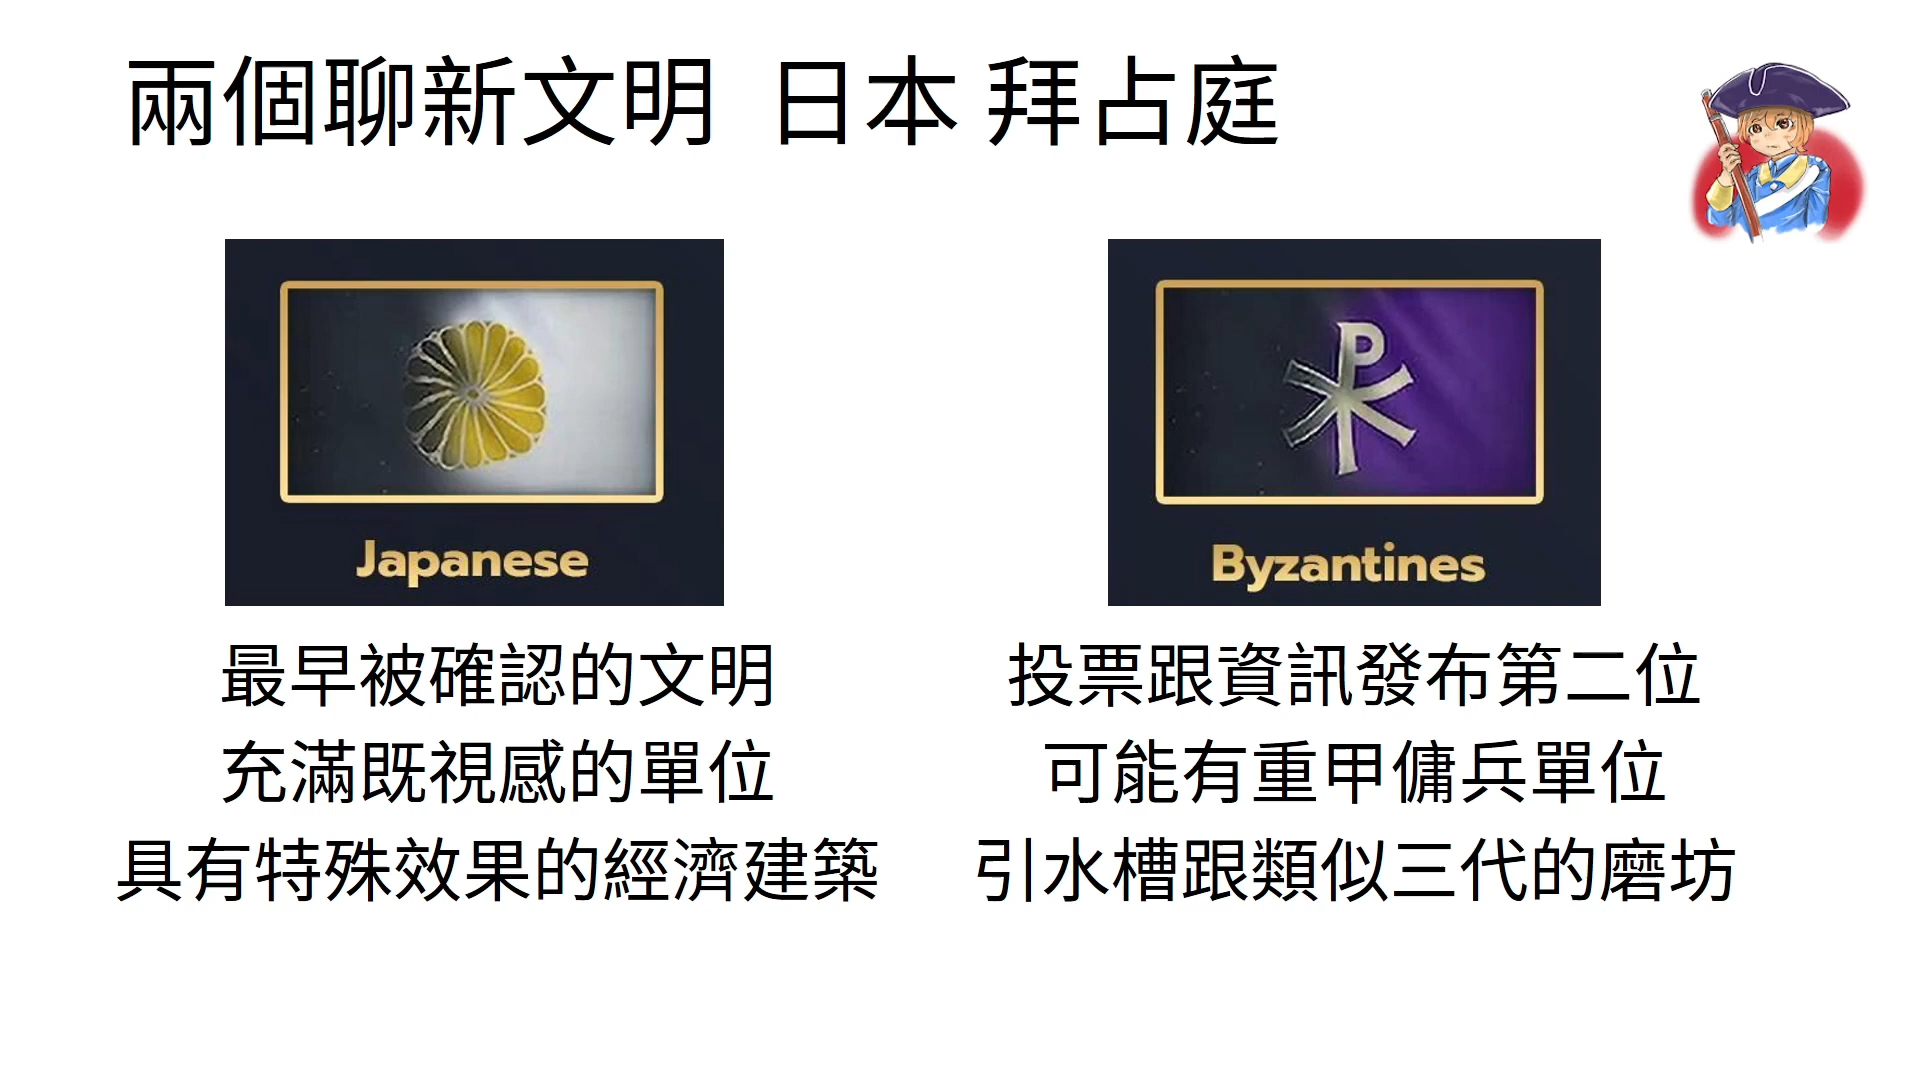 兩個聊新文明 日本 拜占庭
Japanese
Byzantines
最早被確認的文明
充滿既視感的單位
具有特殊效果的經濟建築
投票跟資訊發布第二位
可能有重甲傭兵單位
引水槽跟類似三代的磨坊